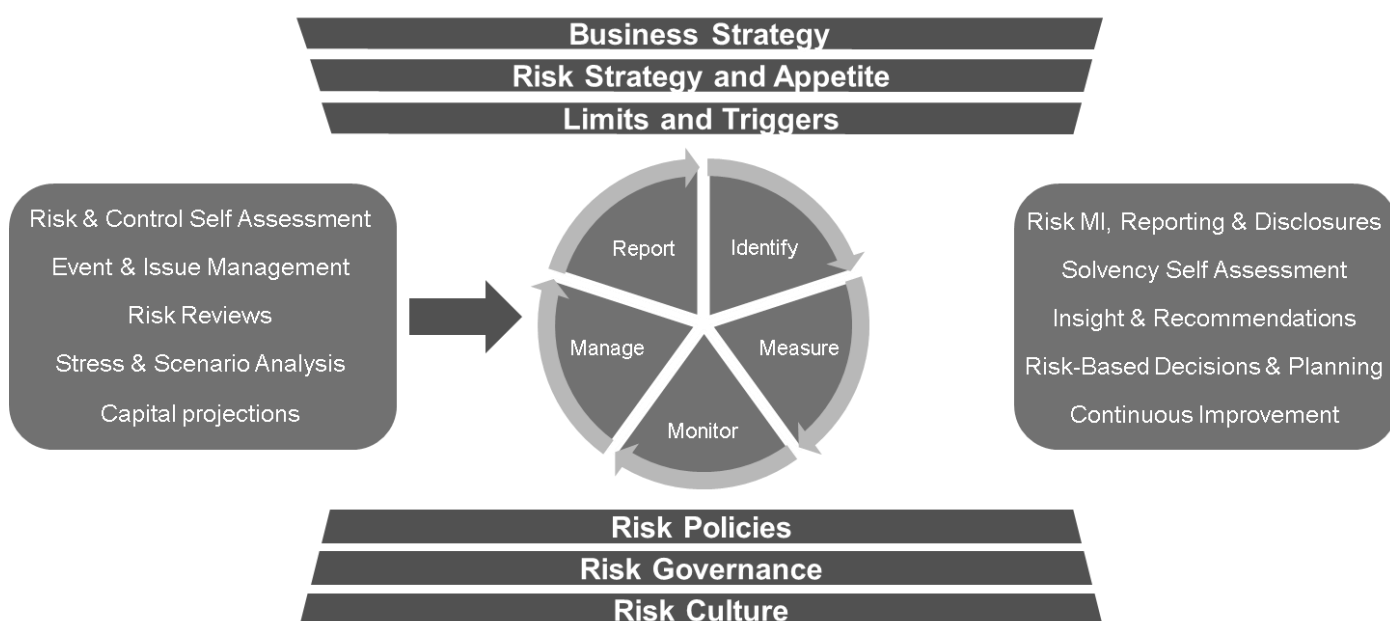 Business Strategy
Risk Strategy and Appetite
Limits and Triggers
Risk & Control Self Assessment
Event & Issue Management
Risk Reviews
Stress & Scenario Analysis
Capital projections
Report
Identify
Manage
Measure
Monitor
Risk MI, Reporting & Disclosures
Solvency Self Assessment
Insight & Recommendations
Risk-Based Decisions & Planning
Continuous Improvement
Risk Policies
Risk Governance
Risk Culture